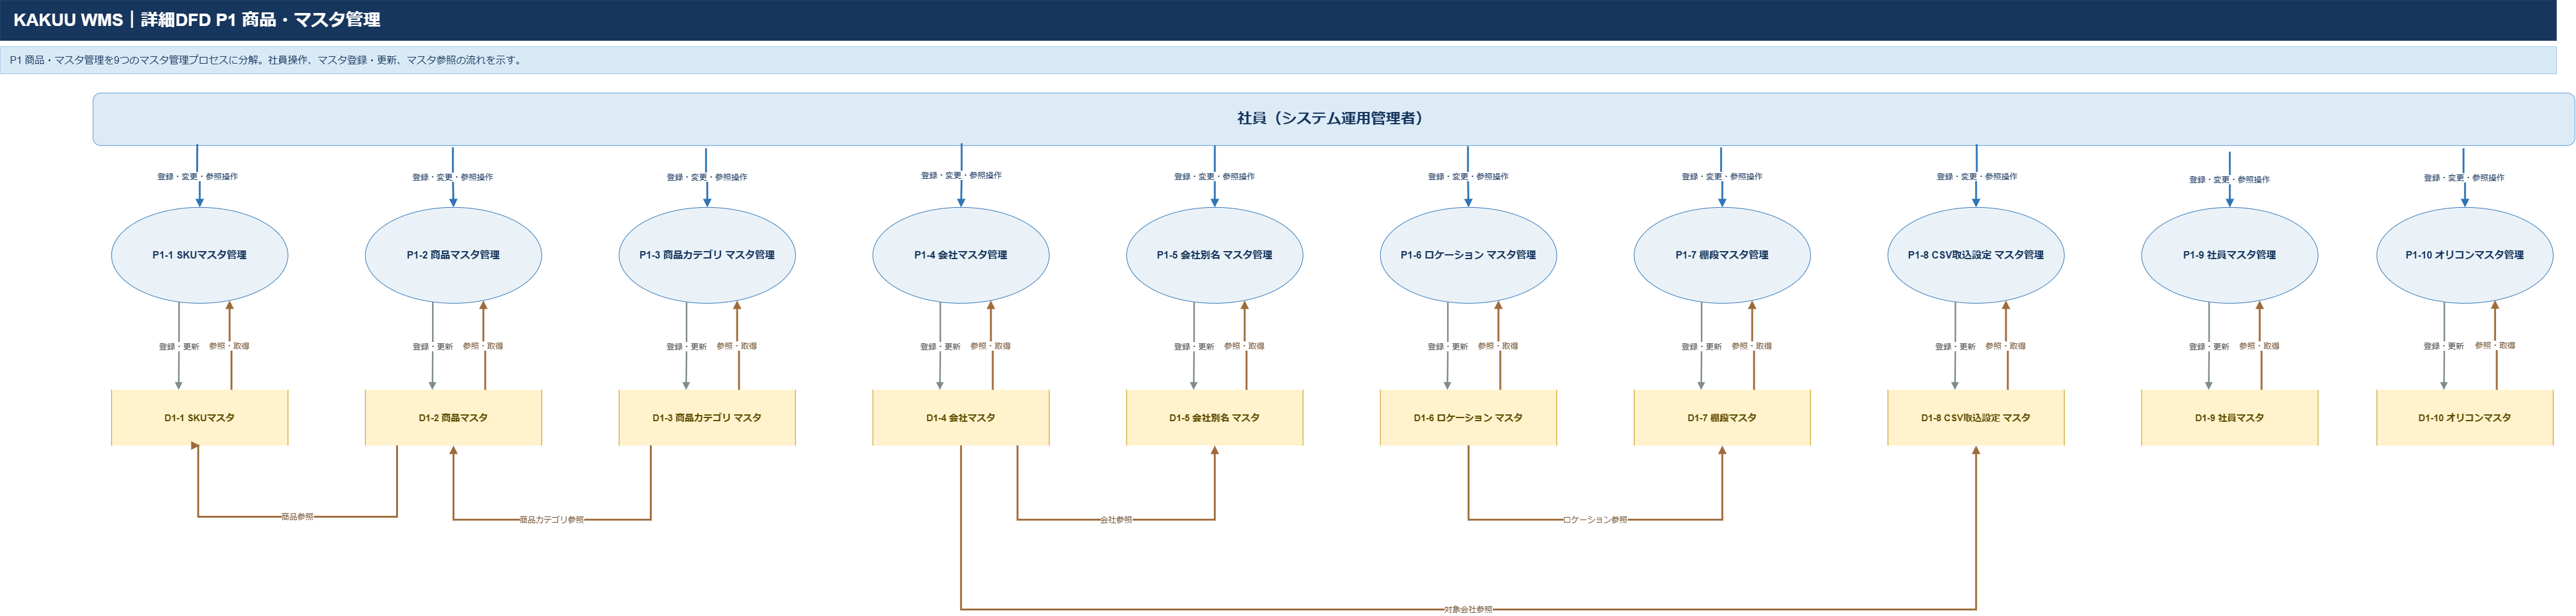 KAKUU WMS｜詳細DFD P1 商品・マスタ管理
P1 商品・マスタ管理を9つのマスタ管理プロセスに分解。社員操作、マスタ登録・更新、マスタ参照の流れを示す。
社員（システム運用管理者）
登録・変更・参照操作
登録・変更・参照操作
登録・変更・参照操作
登録・変更・参照操作
登録・変更・参照操作
登録・変更・参照操作
登録・変更・参照操作
登録・変更・参照操作
登録・変更・参照操作
登録・変更・参照操作
P1-1 SKUマスタ管理
P1-2 商品マスタ管理
P1-3 商品カテゴリ マスタ管理
P1-4 会社マスタ管理
P1-5 会社別名 マスタ管理
P1-6 ロケーション マスタ管理
P1-7 棚段マスタ管理
P1-8 CSV取込設定 マスタ管理
P1-9 社員マスタ管理
P1-10 オリコンマスタ管理
登録・更新
参照・取得
登録・更新
参照・取得
登録・更新
参照・取得
登録・更新
参照・取得
登録・更新
参照・取得
登録・更新
参照・取得
登録・更新
参照・取得
登録・更新
参照・取得
登録・更新
参照・取得
登録・更新
参照・取得
D1-1 SKUマスタ
D1-2 商品マスタ
D1-3 商品カテゴリ マスタ
D1-4 会社マスタ
D1-5 会社別名 マスタ
D1-6 ロケーション マスタ
D1-7 棚段マスタ
D1-8 CSV取込設定 マスタ
D1-9 社員マスタ
D1-10 オリコンマスタ
商品参照
商品カテゴリ参照
会社参照
ロケーション参照
対象会社参照